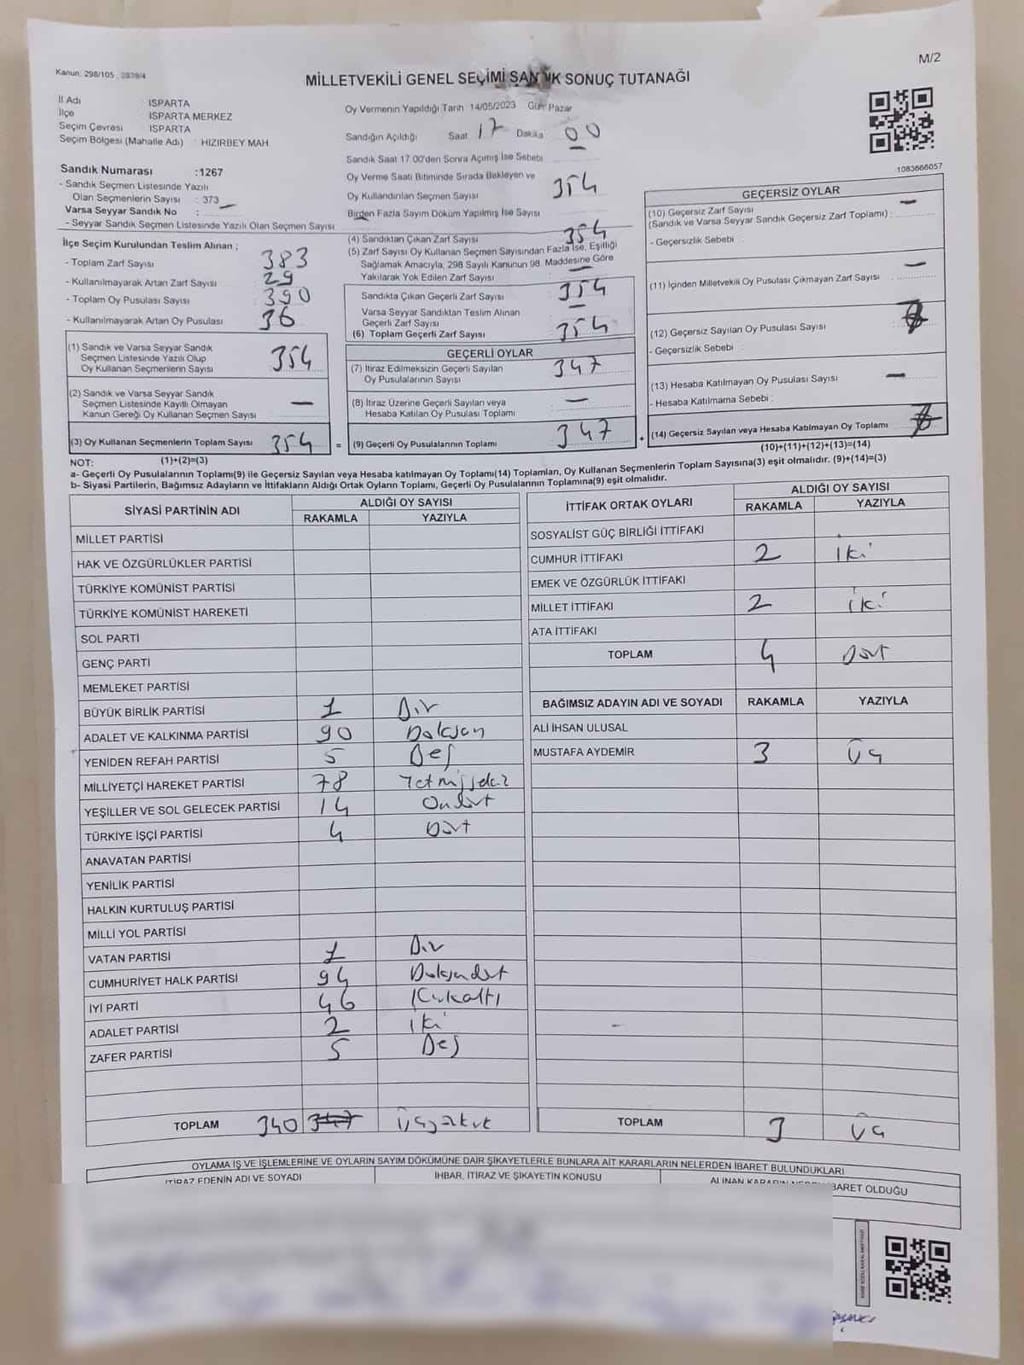 M/2
Kanun: 298/105, 2839/4
MİLLETVEKİLİ GENEL SEÇİMİ SANDIK SONUÇ TUTANAĞI
İl Adı ISPARTA
İlçe ISPARTA MERKEZ
Seçim Çevresi ISPARTA
Seçim Bölgesi (Mahalle Adı) : HIZIRBEY MAH
Sandık Numarası :1267
- Sandık Seçmen Listesinde Yazılı
Olan Seçmenlerin Sayısı : 373
Varsa Seyyar Sandık No : —
- Seyyar Sandık Seçmen Listesinde Yazılı Olan Seçmen Sayısı
Oy Vermenin Yapıldığı Tarih 14/05/2023 Gün Pazar
Sandığın Açıldığı Saat 17 Dakika 00
Sandık Saat 17.00'den Sonra Açımış İse Sebebi —
Oy Verme Saati Bitiminde Sırada Bekleyen ve
Oy Kullandırılan Seçmen Sayısı 354
Birden Fazla Sayım Döküm Yapılmış İse Sayısı
1083666057
İlçe Seçim Kurulundan Teslim Alınan ;
- Toplam Zarf Sayısı 383
- Kullanılmayarak Artan Zarf Sayısı 29
- Toplam Oy Pusulası Sayısı 390
- Kullanılmayarak Artan Oy Pusulası 36
(1) Sandık ve Varsa Seyyar Sandık
Seçmen Listesinde Yazılı Olup
Oy Kullanan Seçmenlerin Sayısı 354
(2) Sandık ve Varsa Seyyar Sandık
Seçmen Listesinde Kayıtlı Olmayan
Kanun Gereği Oy Kullanan Seçmen Sayısı —
(3) Oy Kullanan Seçmenlerin Toplam Sayısı 354
(1)+(2)=(3)
(4) Sandıktan Çıkan Zarf Sayısı 354
(5) Zarf Sayısı Oy Kullanan Seçmen Sayısından Fazla İse, Eşitliği
Sağlamak Amacıyla, 298 Sayılı Kanunun 98. Maddesine Göre
Yakılarak Yok Edilen Zarf Sayısı —
Sandıkta Çıkan Geçerli Zarf Sayısı 354
Varsa Seyyar Sandıktan Teslim Alınan
Geçerli Zarf Sayısı —
(6) Toplam Geçerli Zarf Sayısı 354
GEÇERLİ OYLAR
(7) İtiraz Edilmeksizin Geçerli Sayılan
Oy Pusulalarının Sayısı 347
(8) İtiraz Üzerine Geçerli Sayılan veya
Hesaba Katılan Oy Pusulası Toplamı —
= (9) Geçerli Oy Pusulalarının Toplamı 347 +
GEÇERSİZ OYLAR
(10) Geçersiz Zarf Sayısı —
(Sandık ve Varsa Seyyar Sandık Geçersiz Zarf Toplamı) :
- Geçersizlik Sebebi :
(11) İçinden Milletvekili Oy Pusulası Çıkmayan Zarf Sayısı —
(12) Geçersiz Sayılan Oy Pusulası Sayısı 7
- Geçersizlik Sebebi :
(13) Hesaba Katılmayan Oy Pusulası Sayısı —
- Hesaba Katılmama Sebebi :
(14) Geçersiz Sayılan veya Hesaba Katılmayan Oy Toplamı 7
(10)+(11)+(12)+(13)=(14)
NOT:
a- Geçerli Oy Pusulalarının Toplamı(9) ile Geçersiz Sayılan veya Hesaba katılmayan Oy Toplamı(14) Toplamları, Oy Kullanan Seçmenlerin Toplam Sayısına(3) eşit olmalıdır. (9)+(14)=(3)
b- Siyasi Partilerin, Bağımsız Adayların ve İttifakların Aldığı Ortak Oyların Toplamı, Geçerli Oy Pusulalarının Toplamına(9) eşit olmalıdır.
SİYASİ PARTİNİN ADI ALDIĞI OY SAYISI
RAKAMLA YAZIYLA
MİLLET PARTİSİ
HAK VE ÖZGÜRLÜKLER PARTİSİ
TÜRKİYE KOMÜNİST PARTİSİ
TÜRKİYE KOMÜNİST HAREKETİ
SOL PARTİ
GENÇ PARTİ
MEMLEKET PARTİSİ
BÜYÜK BİRLİK PARTİSİ 1 Bir
ADALET VE KALKINMA PARTİSİ 90 Doksan
YENİDEN REFAH PARTİSİ 5 Beş
MİLLİYETÇİ HAREKET PARTİSİ 78 Yetmişsekiz
YEŞİLLER VE SOL GELECEK PARTİSİ 14 Ondört
TÜRKİYE İŞÇİ PARTİSİ 4 Dört
ANAVATAN PARTİSİ
YENİLİK PARTİSİ
HALKIN KURTULUŞ PARTİSİ
MİLLİ YOL PARTİSİ
VATAN PARTİSİ 1 Bir
CUMHURİYET HALK PARTİSİ 94 Doksandört
İYİ PARTİ 46 Kırkaltı
ADALET PARTİSİ 2 İki
ZAFER PARTİSİ 5 Beş
TOPLAM 340 347 Üçyüzkırk
İTTİFAK ORTAK OYLARI ALDIĞI OY SAYISI
RAKAMLA YAZIYLA
SOSYALİST GÜÇ BİRLİĞİ İTTİFAKI
CUMHUR İTTİFAKI 2 İki
EMEK VE ÖZGÜRLÜK İTTİFAKI
MİLLET İTTİFAKI 2 İki
ATA İTTİFAKI
TOPLAM 4 Dört
BAĞIMSIZ ADAYIN ADI VE SOYADI RAKAMLA YAZIYLA
ALİ İHSAN ULUSAL
MUSTAFA AYDEMİR 3 Üç
TOPLAM 3 Üç
OYLAMA İŞ VE İŞLEMLERİNE VE OYLARIN SAYIM DÖKÜMÜNE DAİR ŞİKAYETLERLE BUNLARA AİT KARARLARIN NELERDEN İBARET BULUNDUKLARI
İTİRAZ EDENİN ADI VE SOYADI İHBAR, İTİRAZ VE ŞİKAYETİN KONUSU ALINAN KARARIN NEDEN İBARET OLDUĞU